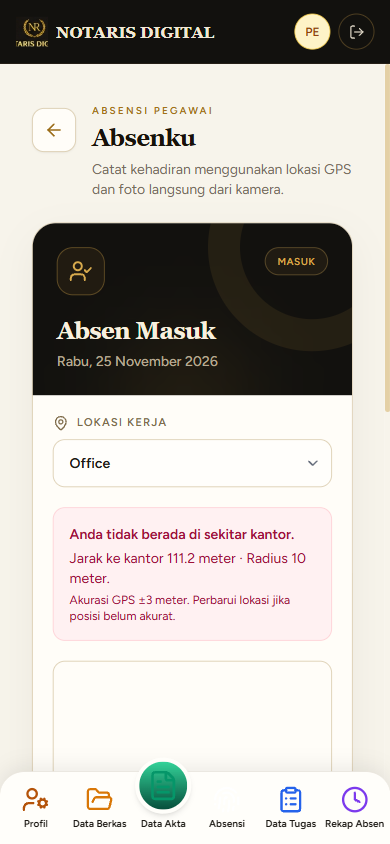 NR
TARIS DIG
NOTARIS DIGITAL
PE
ABSENSI PEGAWAI
Absenku
Catat kehadiran menggunakan lokasi GPS
dan foto langsung dari kamera.
MASUK
Absen Masuk
Rabu, 25 November 2026
LOKASI KERJA
Office
Anda tidak berada di sekitar kantor.
Jarak ke kantor 111.2 meter · Radius 10
meter.
Akurasi GPS ±3 meter. Perbarui lokasi jika
posisi belum akurat.
Profil
Data Berkas
Data Akta
Absensi
Data Tugas
Rekap Absen